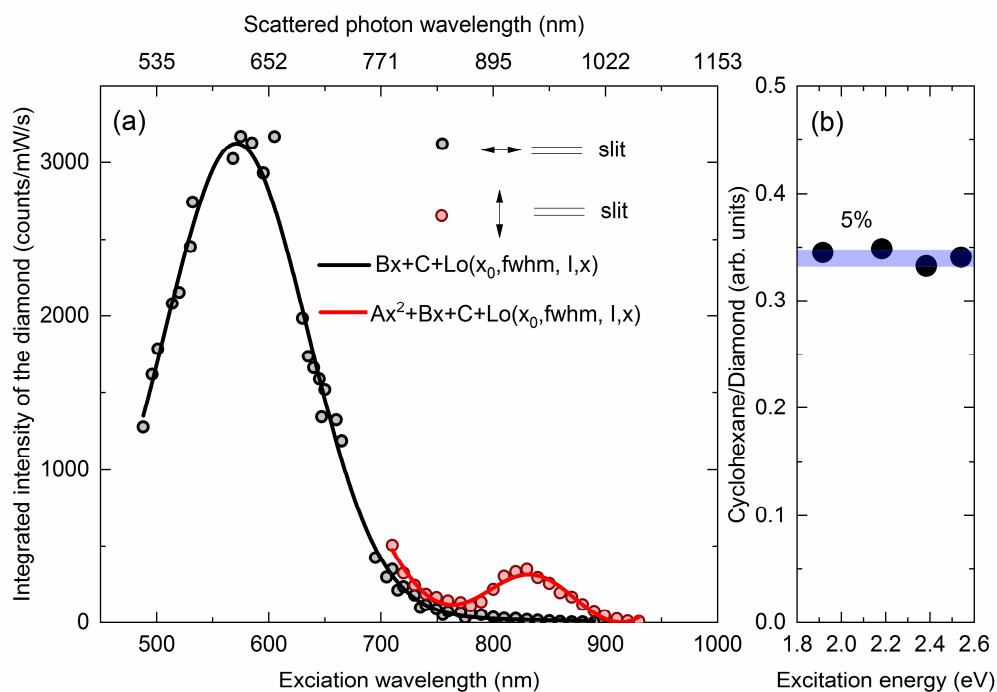 Scattered photon wavelength (nm)
535 652 771 895 1022 1153
(a)
slit
slit
Bx+C+Lo(x₀,fwhm, I,x)
Ax²+Bx+C+Lo(x₀,fwhm, I,x)
Integrated intensity of the diamond (counts/mW/s)
3000
2000
1000
0
500 600 700 800 900 1000
Exciation wavelength (nm)
(b)
5%
Cyclohexane/Diamond (arb. units)
0.5
0.4
0.3
0.2
0.1
0.0
1.8 2.0 2.2 2.4 2.6
Excitation energy (eV)